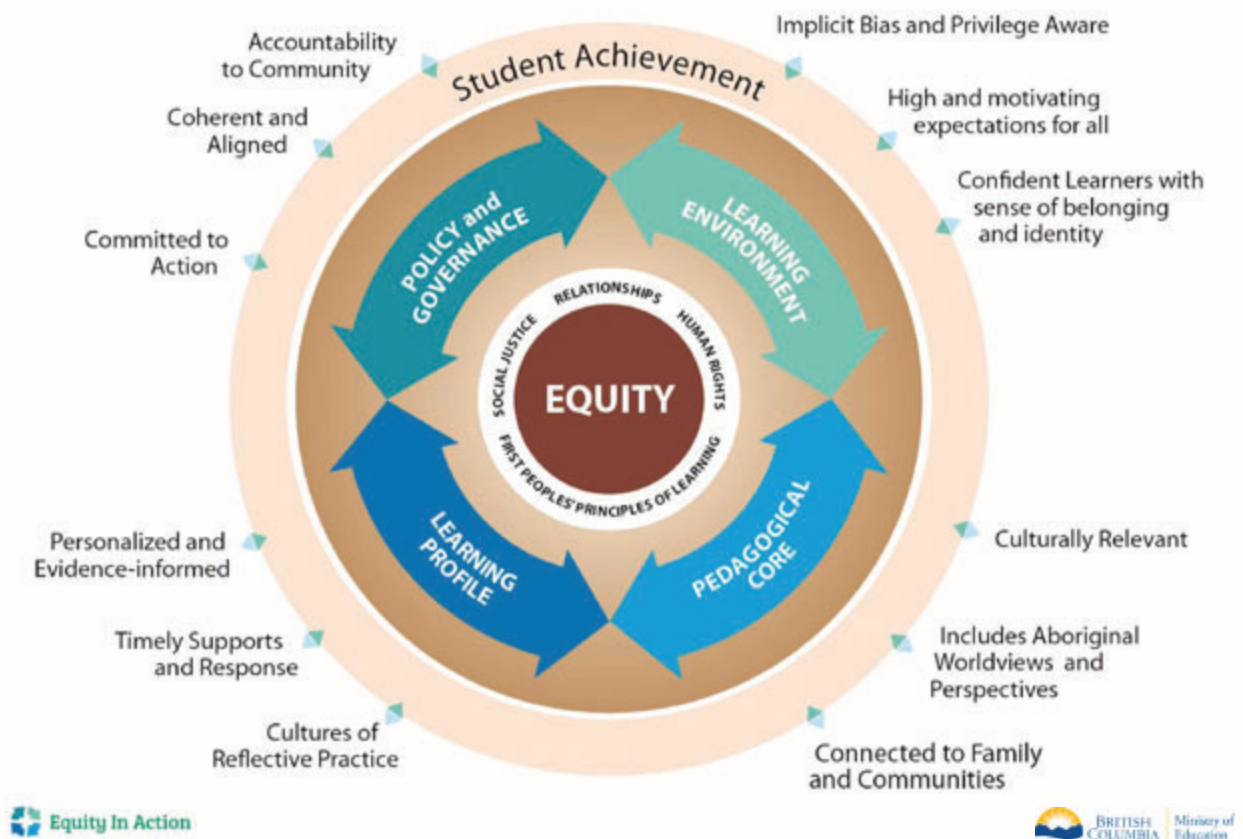 Implicit Bias and Privilege Aware
Accountability
to Community
Student Achievement
High and motivating
expectations for all
Coherent and
Aligned
Confident Learners with
sense of belonging
and identity
Committed to
Action
POLICY and
GOVERNANCE
LEARNING
ENVIRONMENT
RELATIONSHIPS
SOCIAL JUSTICE
HUMAN RIGHTS
EQUITY
FIRST PEOPLES' PRINCIPLES OF LEARNING
LEARNING
PROFILE
PEDAGOGICAL
CORE
Personalized and
Evidence-informed
Culturally Relevant
Timely Supports
and Response
Includes Aboriginal
Worldviews and
Perspectives
Cultures of
Reflective Practice
Connected to Family
and Communities
Equity In Action
BRITISH
COLUMBIA
Ministry of
Education